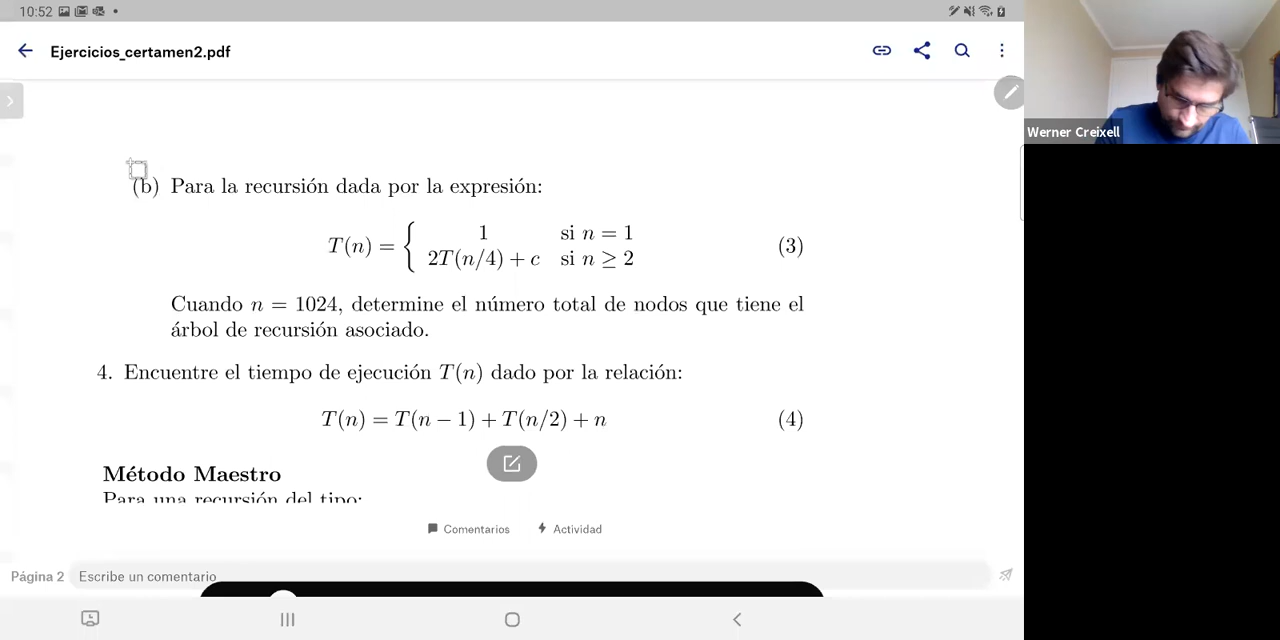 10:52
Ejercicios_certamen2.pdf
Werner Creixell
(b) Para la recursión dada por la expresión:
T(n) = { 1 si n = 1
2T(n/4) + c si n ≥ 2 (3)
Cuando n = 1024, determine el número total de nodos que tiene el
árbol de recursión asociado.
4. Encuentre el tiempo de ejecución T(n) dado por la relación:
T(n) = T(n − 1) + T(n/2) + n (4)
Método Maestro
Para una recursión del tipo:
Comentarios Actividad
Página 2 Escribe un comentario